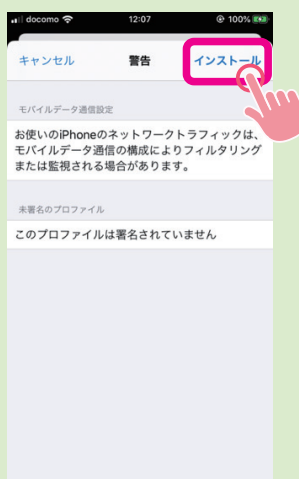 docomo 12:07 100%
キャンセル 警告 インストール
モバイルデータ通信設定
お使いのiPhoneのネットワークトラフィックは、
モバイルデータ通信の構成によりフィルタリング
または監視される場合があります。
未署名のプロファイル
このプロファイルは署名されていません